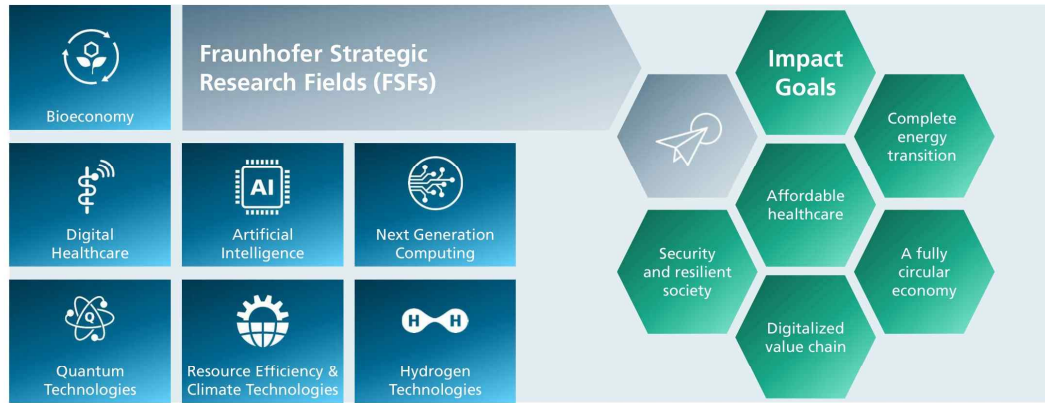 Bioeconomy
Fraunhofer Strategic
Research Fields (FSFs)
Digital
Healthcare
AI
Artificial
Intelligence
Next Generation
Computing
Q
Quantum
Technologies
Resource Efficiency &
Climate Technologies
H H
Hydrogen
Technologies
Impact
Goals
Complete
energy
transition
Affordable
healthcare
Security
and resilient
society
A fully
circular
economy
Digitalized
value chain